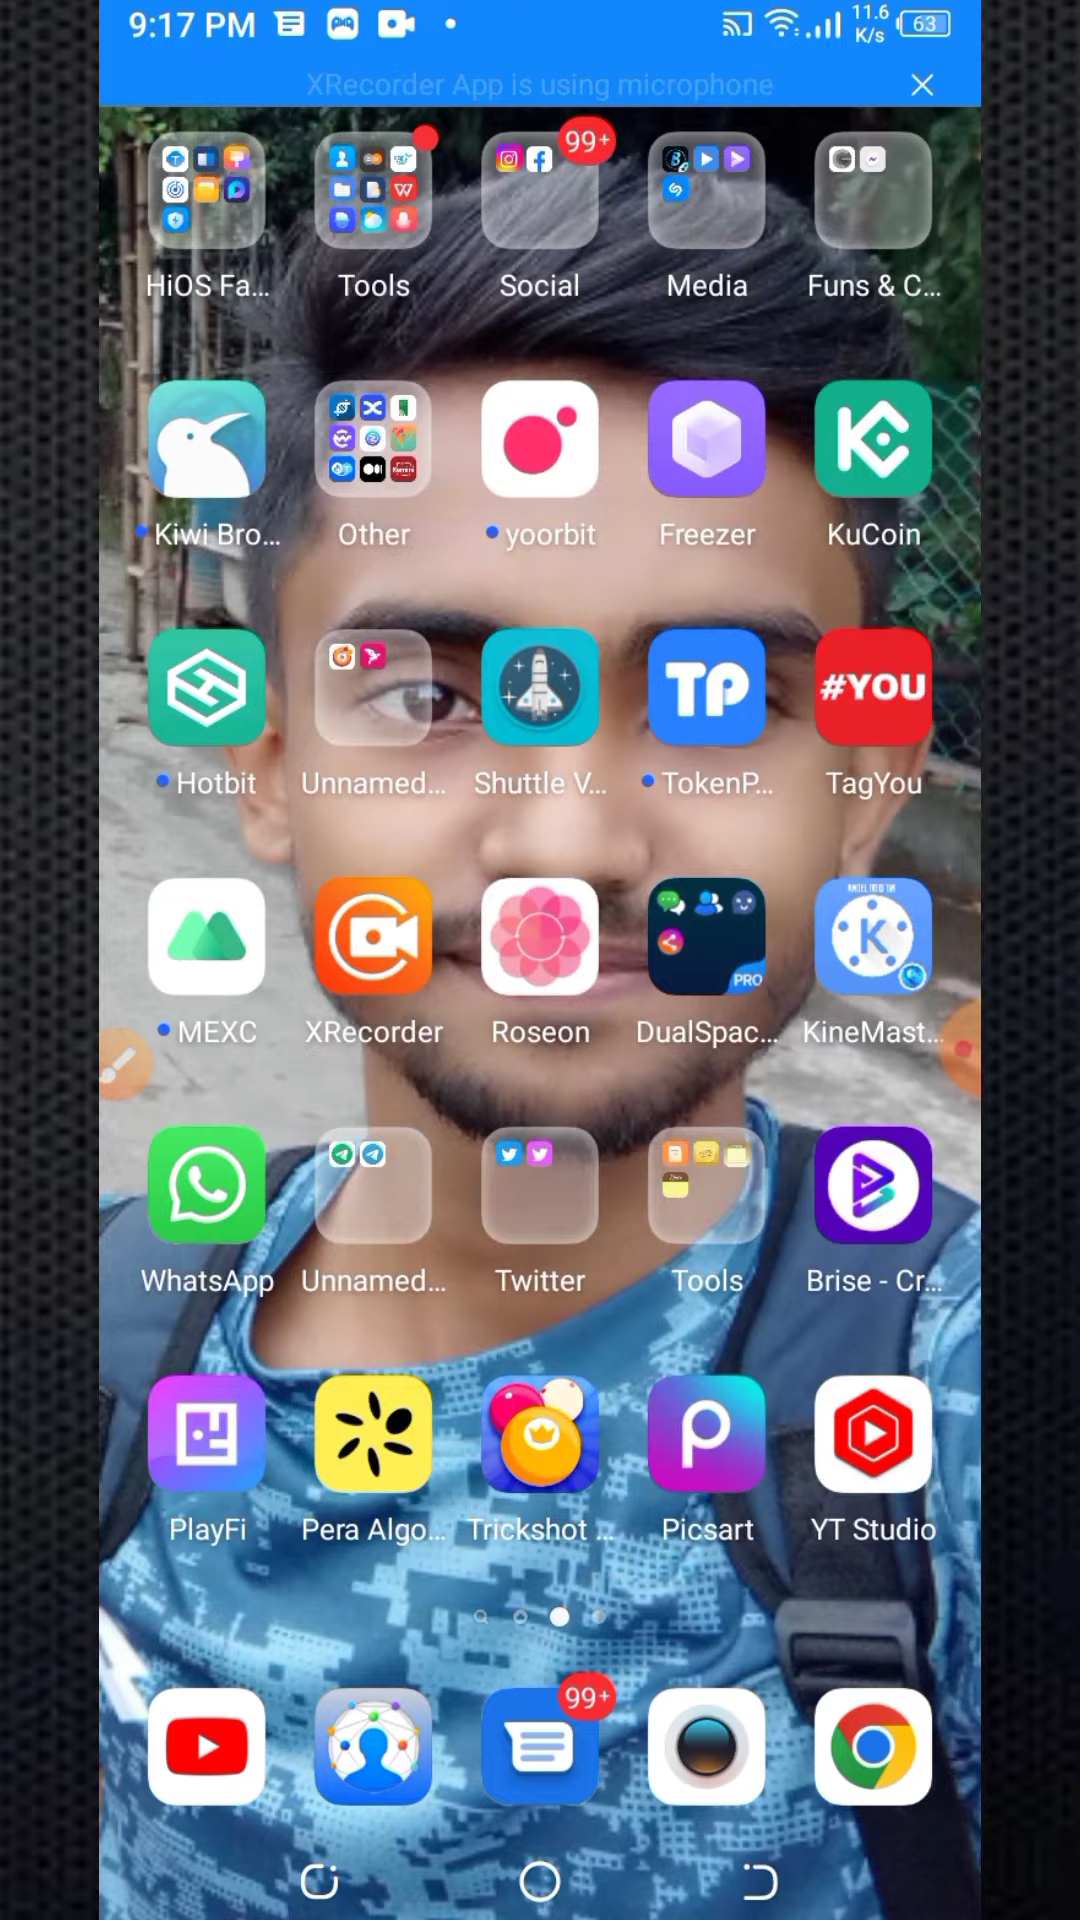 9:17 PM 11.6 K/s 63
XRecorder App is using microphone
99+
HiOS Fa... Tools Social Media Funs & C...
Kiwi Bro... Other yoorbit Freezer KuCoin
TP #YOU
Hotbit Unnamed... Shuttle V... TokenP... TagYou
PRO K
MEXC XRecorder Roseon DualSpac... KineMast...
WhatsApp Unnamed... Twitter Tools Brise - Cr...
PlayFi Pera Algo... Trickshot ... Picsart YT Studio
99+